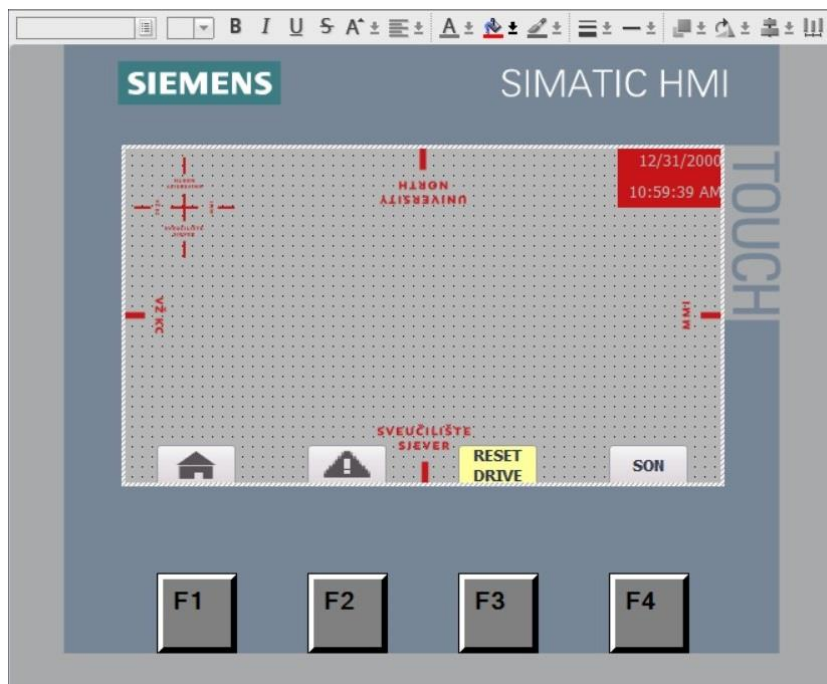 B I U S A
SIEMENS
SIMATIC HMI
12/31/2000
10:59:39 AM
TOUCH
NORTH
UNIVERSITY
VŽ KC
MMI
SVEUČILIŠTE
SJEVER
RESET
DRIVE
SON
F1
F2
F3
F4